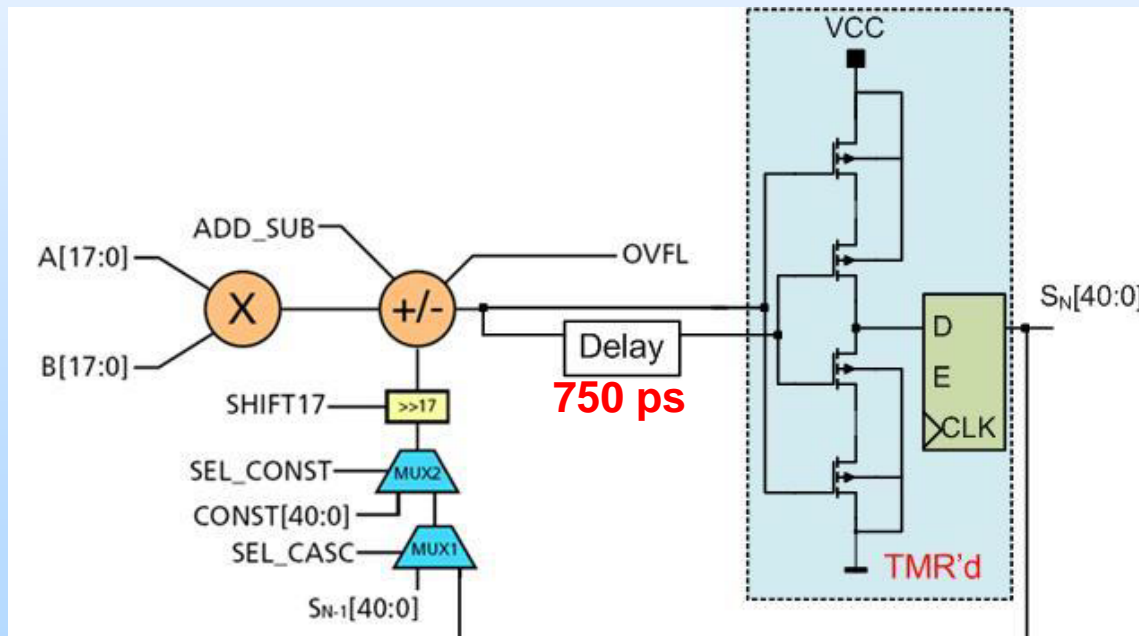 VCC
ADD_SUB
A[17:0]
OVFL
X
+/-
B[17:0]
Delay
750 ps
D
E
CLK
SN[40:0]
SHIFT17
>>17
SEL_CONST
MUX2
CONST[40:0]
SEL_CASC
MUX1
SN-1[40:0]
TMR'd